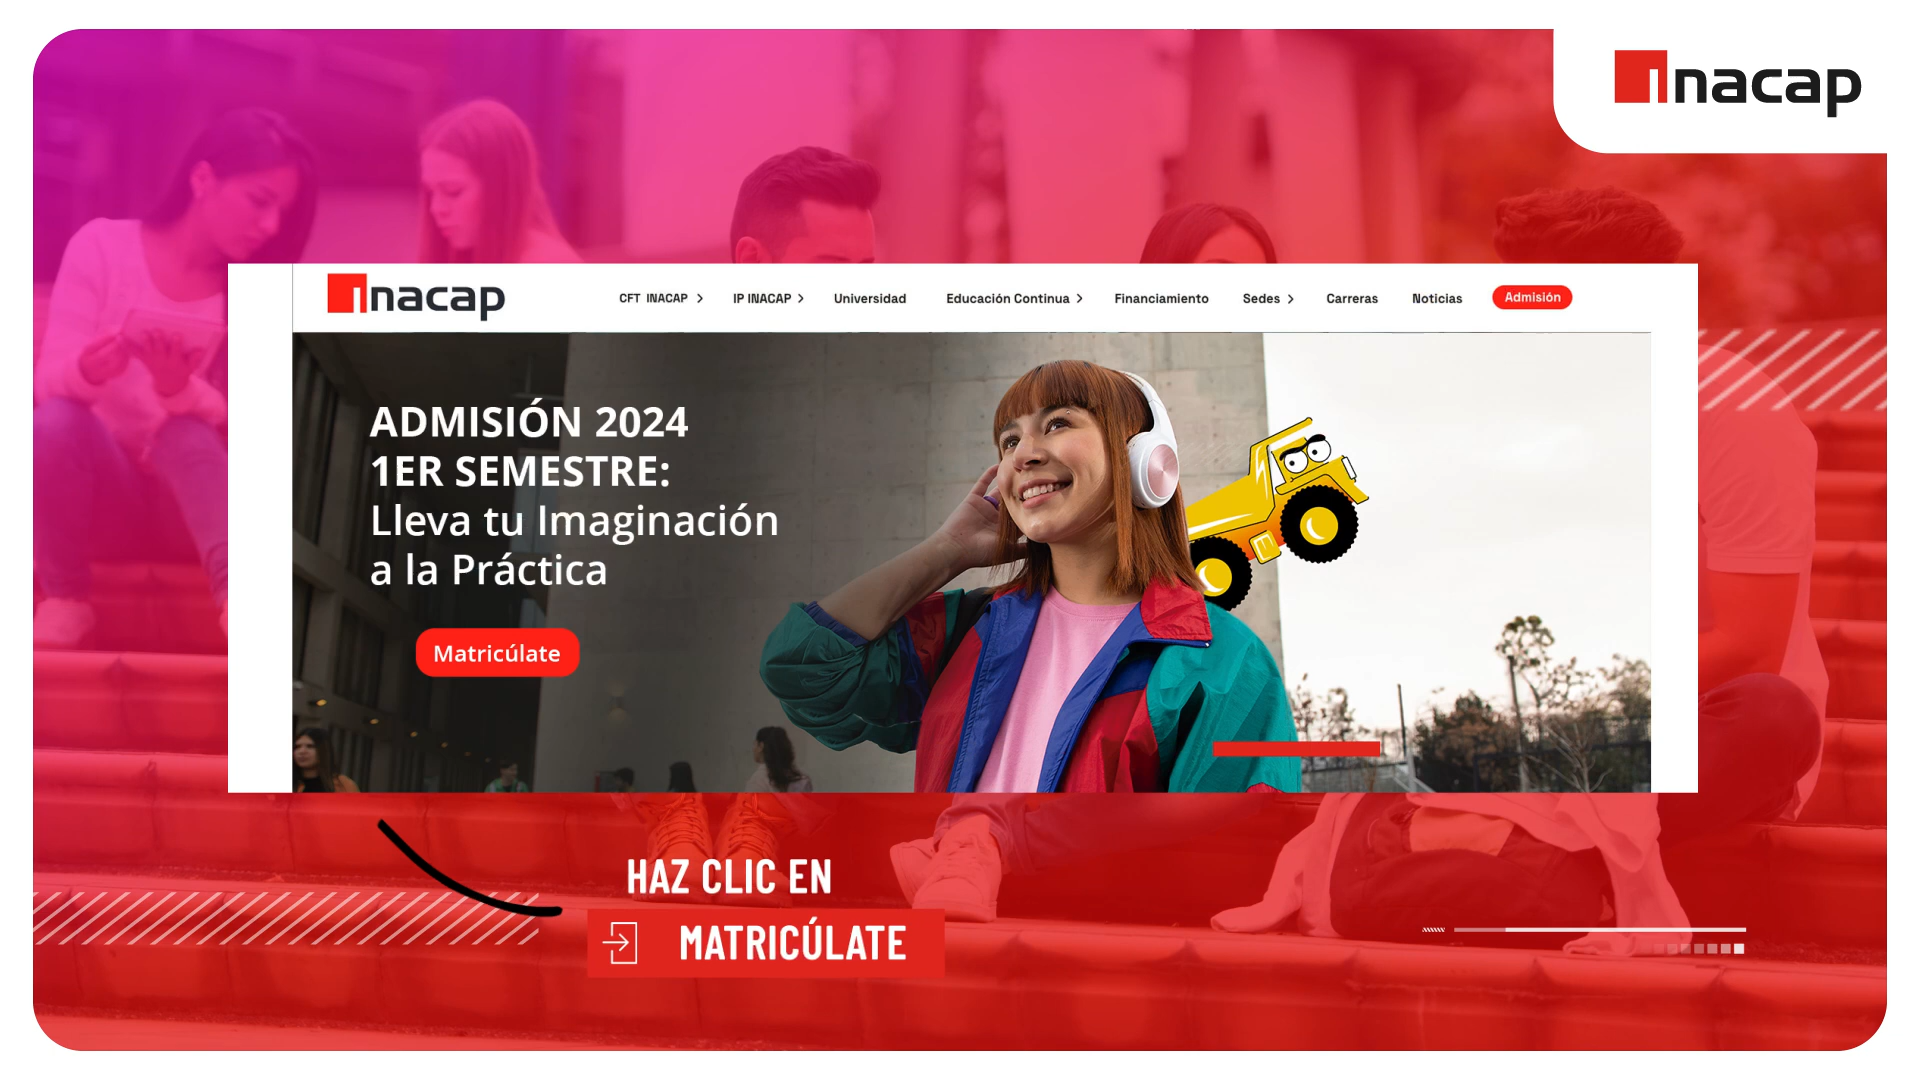 inacap
inacap
CFT INACAP >
IP INACAP >
Universidad
Educación Continua >
Financiamiento
Sedes >
Carreras
Noticias
Admisión
ADMISIÓN 2024
1ER SEMESTRE:
Lleva tu Imaginación
a la Práctica
Matricúlate
HAZ CLIC EN
MATRICÚLATE